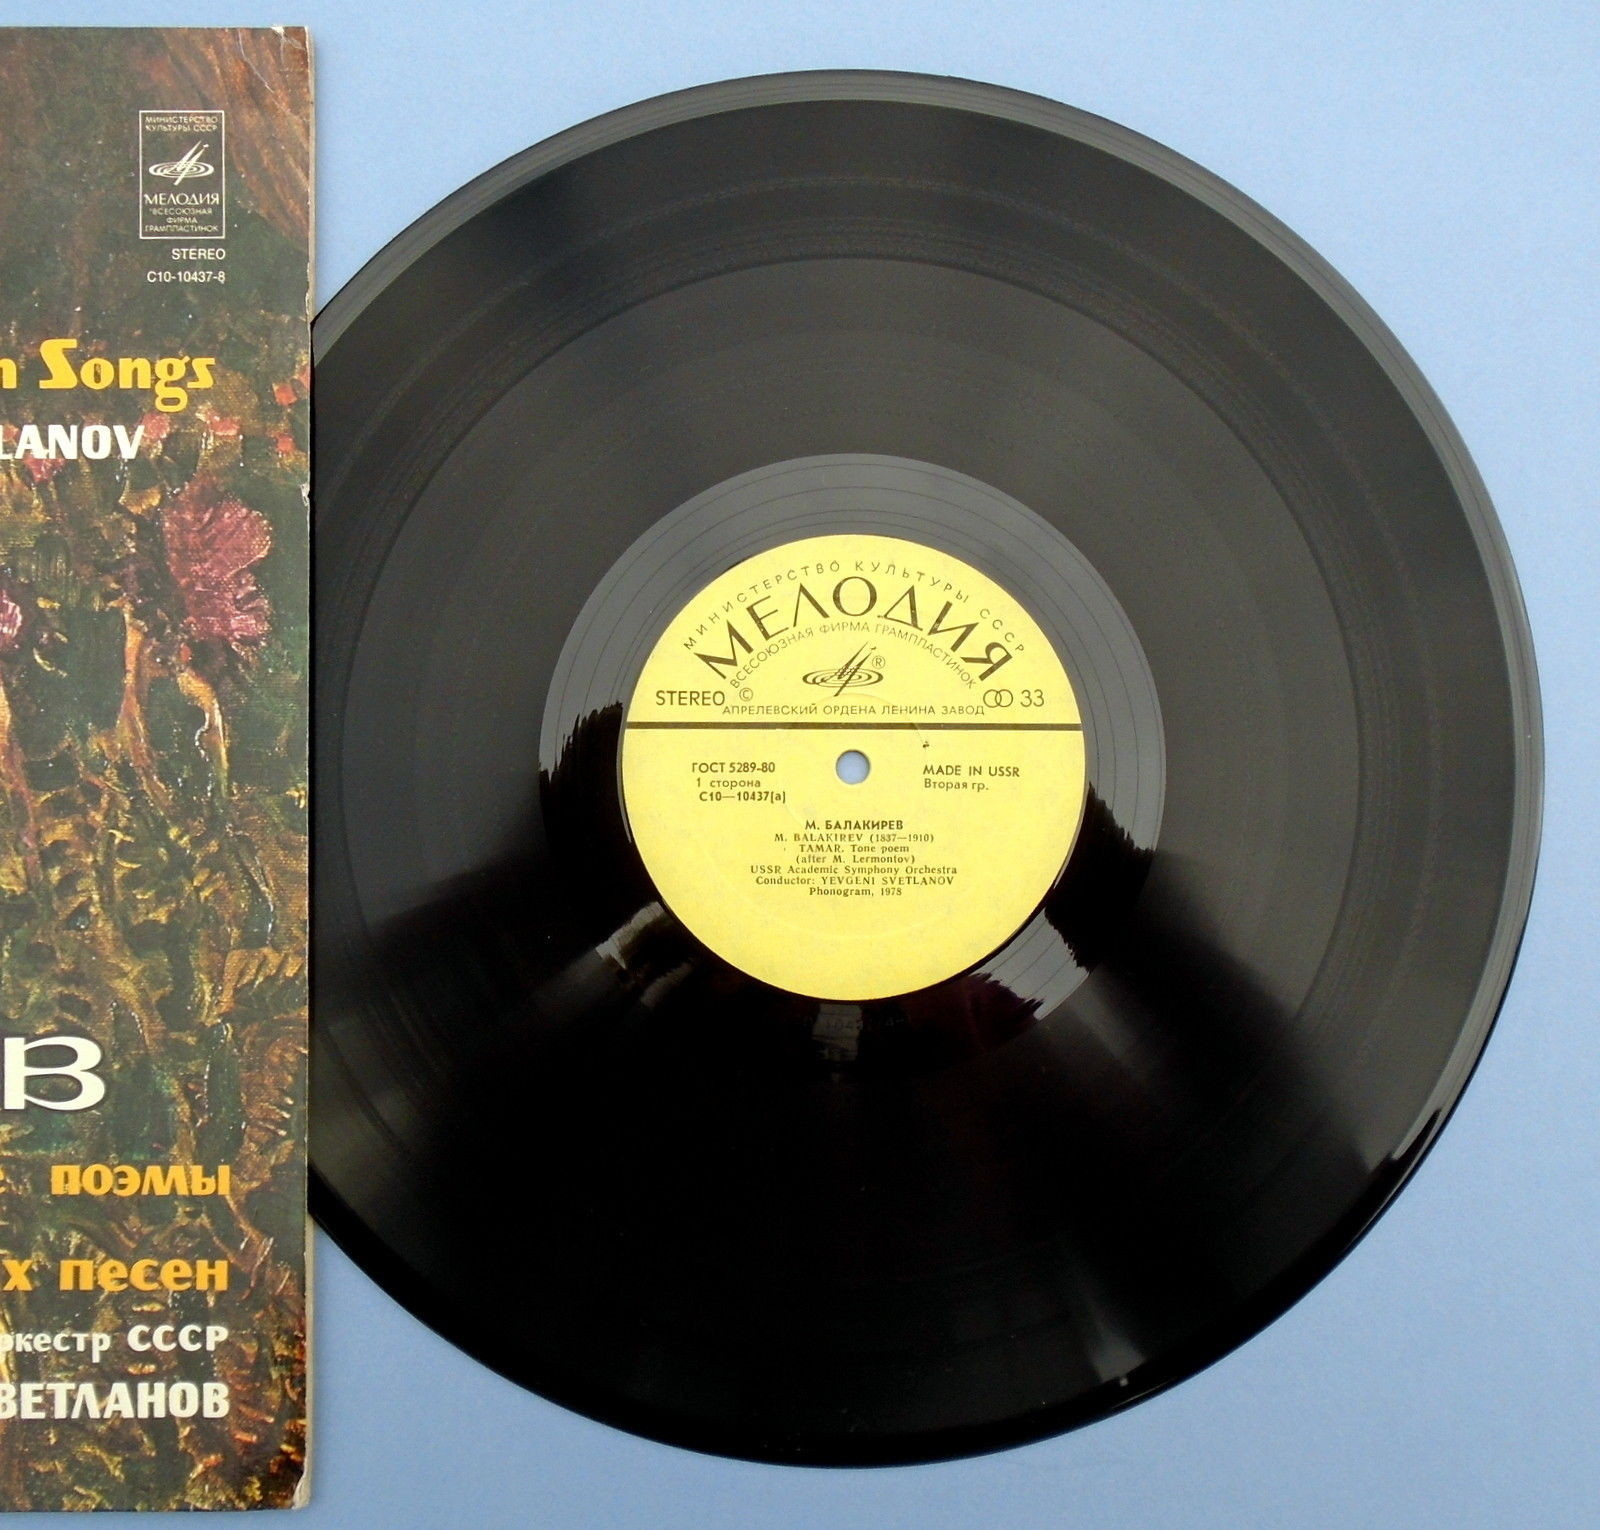 МИНИСТЕРСТВО
КУЛЬТУРЫ СССР
МЕЛОДИЯ
ВСЕСОЮЗНАЯ
ФИРМА
ГРАМПЛАСТИНОК
STEREO
С10-10437-8
n Songs
LANOV
В
е поэмы
х песен
ркестр СССР
ВЕТЛАНОВ
МИНИСТЕРСТВО КУЛЬТУРЫ СССР
МЕЛОДИЯ
ВСЕСОЮЗНАЯ ФИРМА ГРАМПЛАСТИНОК
®
STEREO © 33
АПРЕЛЕВСКИЙ ОРДЕНА ЛЕНИНА ЗАВОД
ГОСТ 5289-80 MADE IN USSR
1 сторона Вторая гр.
С10—10437(а)
М. БАЛАКИРЕВ
M. BALAKIREV (1837—1910)
TAMAR. Tone poem
(after M. Lermontov)
USSR Academic Symphony Orchestra
Conductor: YEVGENI SVETLANOV
Phonogram, 1978